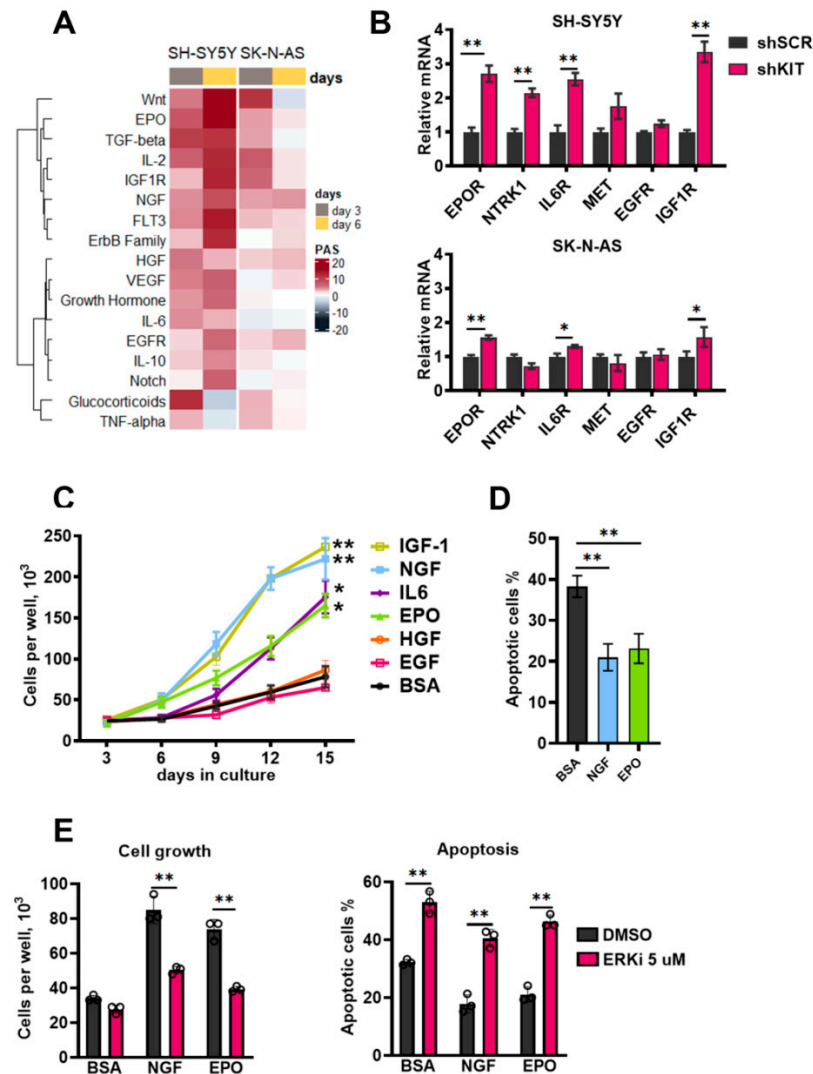 A
SH-SY5Y SK-N-AS
days
Wnt
EPO
TGF-beta
IL-2
IGF1R
NGF
FLT3
ErbB Family
HGF
VEGF
Growth Hormone
IL-6
EGFR
IL-10
Notch
Glucocorticoids
TNF-alpha
days
day 3
day 6
PAS
20
10
0
-10
-20
B
SH-SY5Y
shSCR
shKIT
Relative mRNA
4
3
2
1
0
** ** ** **
EPOR NTRK1 IL6R MET EGFR IGF1R
SK-N-AS
Relative mRNA
4
3
2
1
0
** * *
EPOR NTRK1 IL6R MET EGFR IGF1R
C
Cells per well, 10³
250
200
150
100
50
0
3 6 9 12 15
days in culture
**
**
*
*
IGF-1
NGF
IL6
EPO
HGF
EGF
BSA
D
Apoptotic cells %
50
40
30
20
10
0
**
**
BSA NGF EPO
E
Cell growth
Cells per well, 10³
100
80
60
40
20
0
** **
BSA NGF EPO
Apoptosis
Apoptotic cells %
60
40
20
0
** ** **
BSA NGF EPO
DMSO
ERKi 5 uM